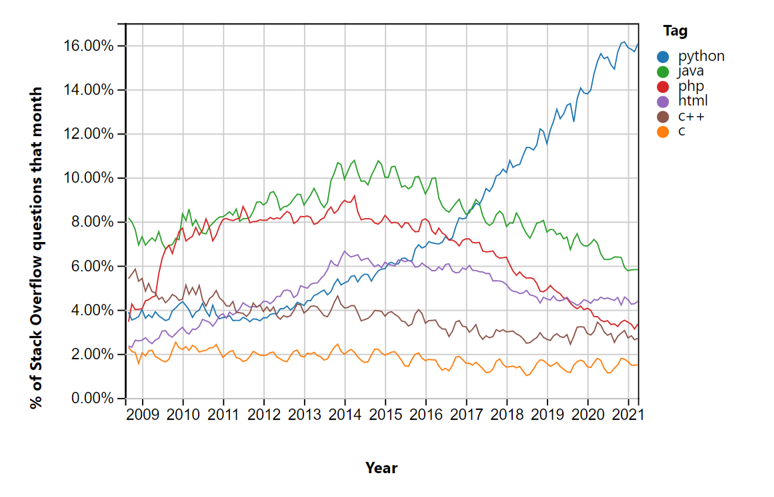 % of Stack Overflow questions that month
16.00%
14.00%
12.00%
10.00%
8.00%
6.00%
4.00%
2.00%
0.00%
2009 2010 2011 2012 2013 2014 2015 2016 2017 2018 2019 2020 2021
Year
Tag
python
java
php
html
c++
c